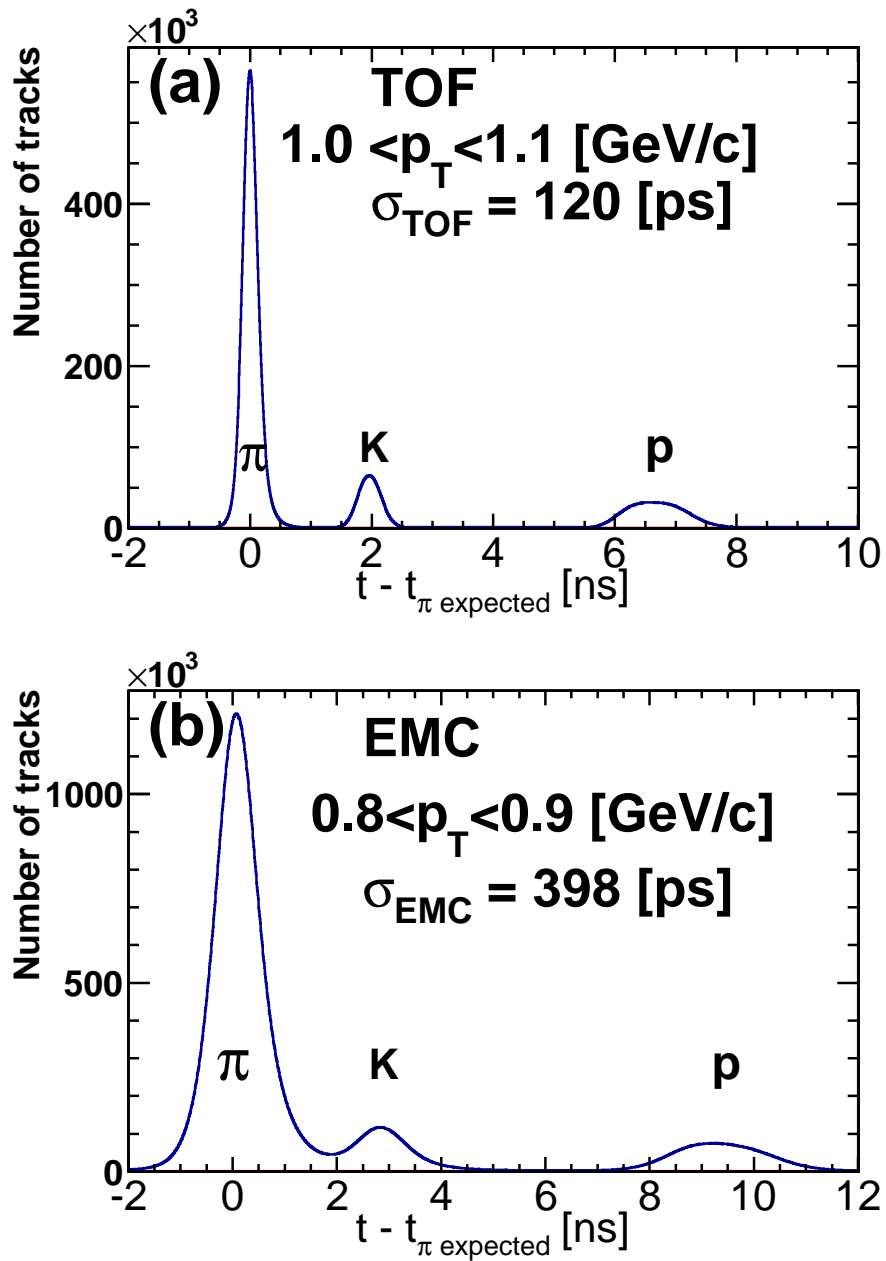 ×10³
(a) TOF
1.0 <p_T<1.1 [GeV/c]
σ_TOF = 120 [ps]
Number of tracks
400
200
0
π
K
p
-2 0 2 4 6 8 10
t - t_π expected [ns]
×10³
(b) EMC
0.8<p_T<0.9 [GeV/c]
σ_EMC = 398 [ps]
Number of tracks
1000
500
0
π
K
p
-2 0 2 4 6 8 10 12
t - t_π expected [ns]